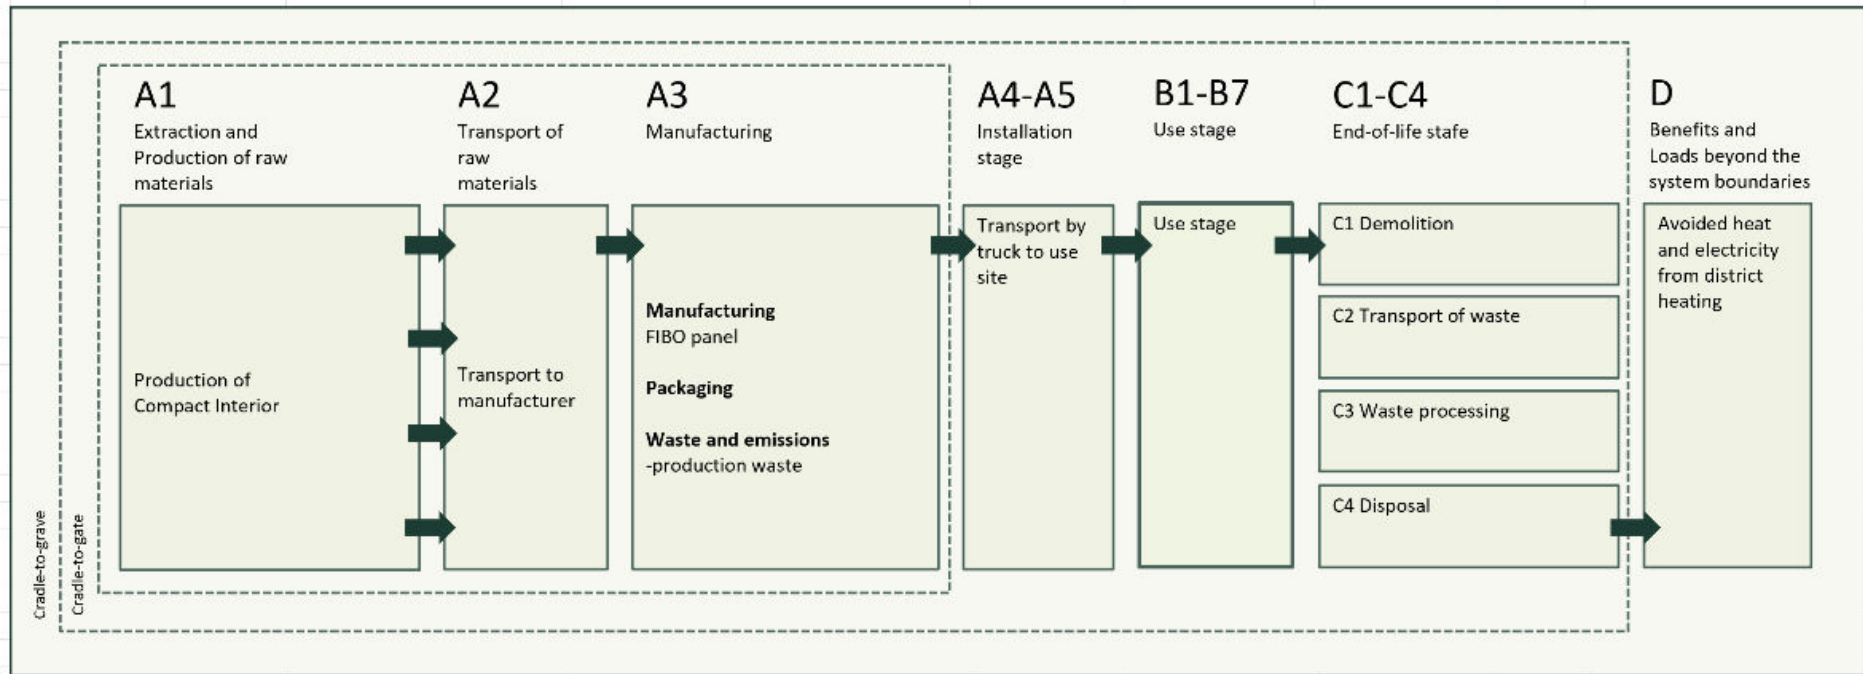 A1
Extraction and
Production of raw
materials
Production of
Compact Interior
A2
Transport of
raw
materials
Transport to
manufacturer
A3
Manufacturing
Manufacturing
FIBO panel
Packaging
Waste and emissions
-production waste
A4-A5
Installation
stage
Transport by
truck to use
site
B1-B7
Use stage
Use stage
C1-C4
End-of-life stafe
C1 Demolition
C2 Transport of waste
C3 Waste processing
C4 Disposal
D
Benefits and
Loads beyond the
system boundaries
Avoided heat
and electricity
from district
heating
Cradle-to-grave
Cradle-to-gate